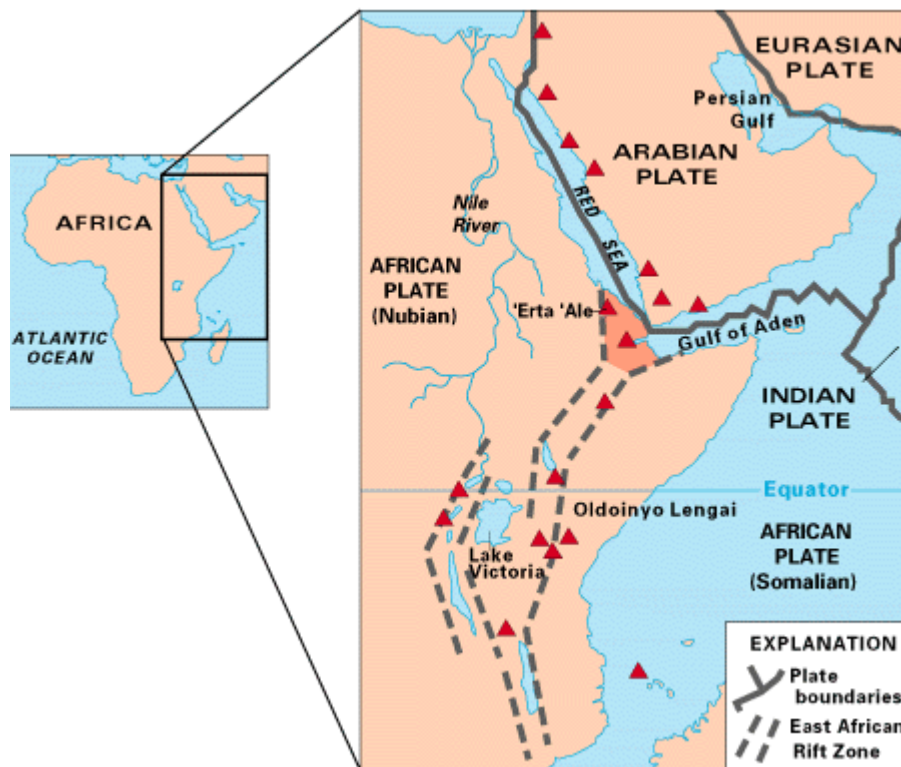 AFRICA
ATLANTIC
OCEAN
EURASIAN
PLATE
Persian
Gulf
ARABIAN
PLATE
RED SEA
Nile
River
AFRICAN
PLATE
(Nubian)
'Erta 'Ale
Gulf of Aden
INDIAN
PLATE
Equator
Oldoinyo Lengai
Lake
Victoria
AFRICAN
PLATE
(Somalian)
EXPLANATION
Plate
boundaries
East African
Rift Zone